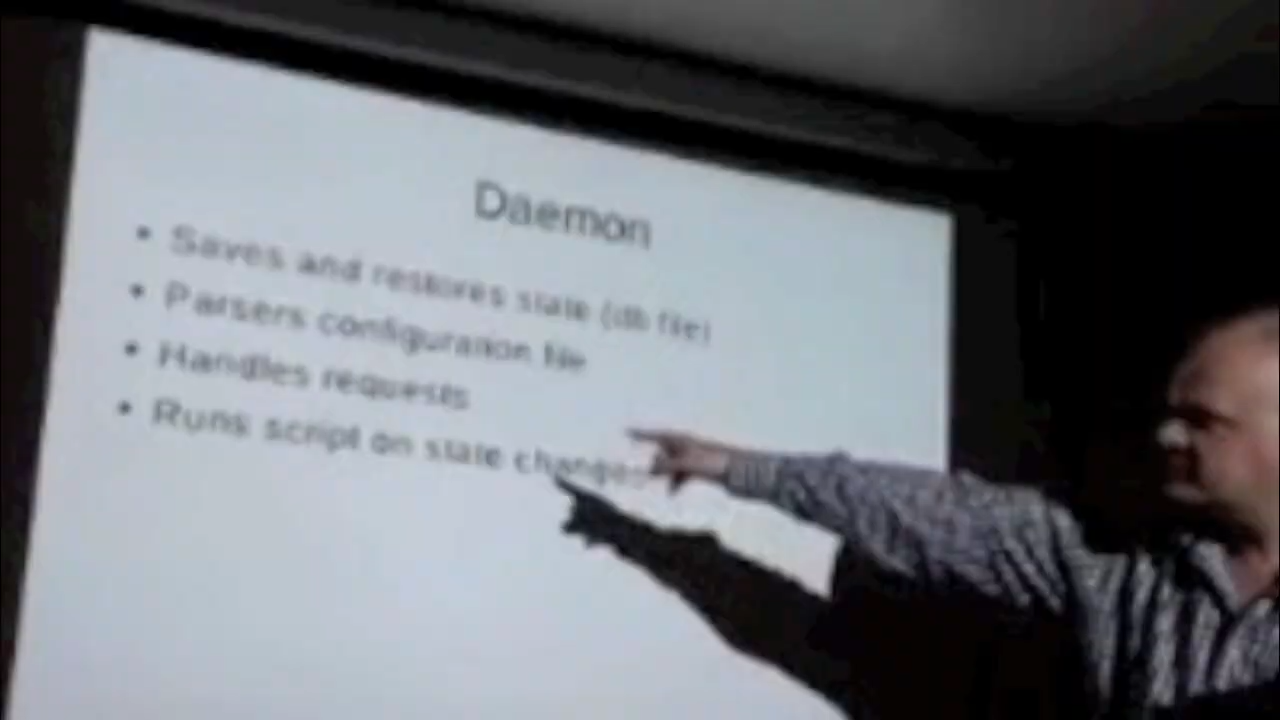 Daemon
• Saves and restores state (db file)
• Parsers configuration file
• Handles requests
• Runs script on state changes